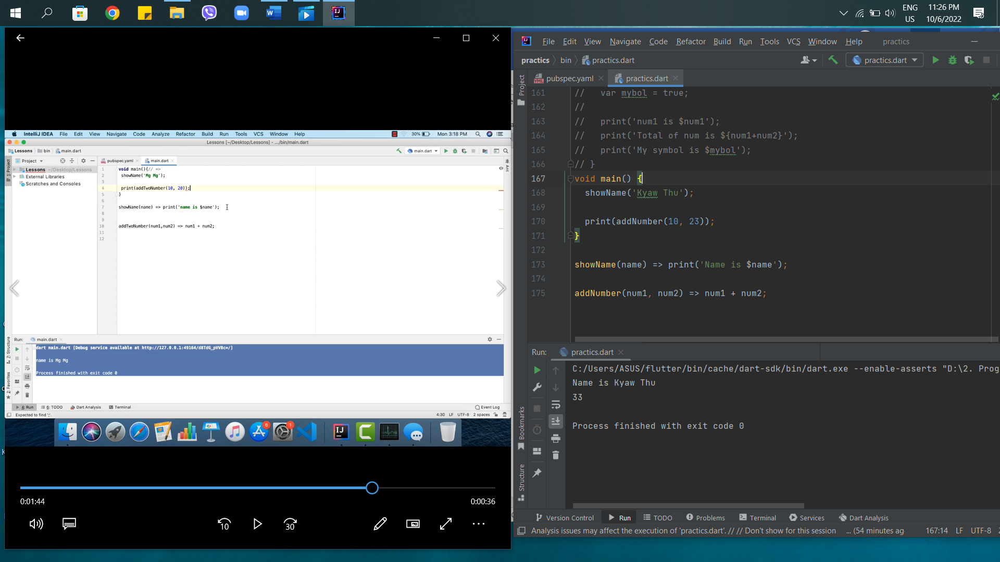 ENG
US
11:26 PM
10/6/2022
IntelliJ IDEA File Edit View Navigate Code Analyze Refactor Build Run Tools VCS Window Help 30% Mon 3:18 PM
Lessons [~/Desktop/Lessons] - .../bin/main.dart
Lessons bin main.dart
main.dart
Project
pubspec.yaml main.dart
1: Project
Ant
Lessons ~/Desktop/Lessons
External Libraries
Scratches and Consoles
1 void main(){// =>
2 showName('Mg Mg');
3
4 print(addTwoNumber(10, 20));
5 }
6
7 showName(name) => print('name is $name');
8
9
10 addTwoNumber(num1,num2) => num1 + num2;
11
12
Run: main.dart
dart main.dart [Debug service available at http://127.0.0.1:49164/d8TdG_pVV8c=/]
name is Mg Mg
Process finished with exit code 0
7: Structure
2: Favorites
4: Run 6: TODO Dart Analysis Terminal Event Log
Expected to find ';'. 4:30 LF UTF-8 2 spaces
6
1
0:01:44
0:00:36
10
30
File Edit View Navigate Code Refactor Build Run Tools VCS Window Help practics
practics bin practics.dart
practics.dart
pubspec.yaml practics.dart
Project
161 // var mybol = true;
162 //
163 // print('num1 is $num1');
164 // print('Total of num is ${num1+num2}');
165 // print('My symbol is $mybol');
166 // }
167 void main() {
168 showName('Kyaw Thu');
169
170 print(addNumber(10, 23));
171 }
172
173 showName(name) => print('Name is $name');
174
175 addNumber(num1, num2) => num1 + num2;
Run: practics.dart
C:/Users/ASUS/flutter/bin/cache/dart-sdk/bin/dart.exe --enable-asserts "D:\2. Prog
Name is Kyaw Thu
33
Process finished with exit code 0
Bookmarks
Structure
Version Control Run TODO Problems Terminal Services Dart Analysis
Analysis issues may affect the execution of 'practics.dart'. // // Don't show for this session ... (54 minutes ag 167:14 LF UTF-8